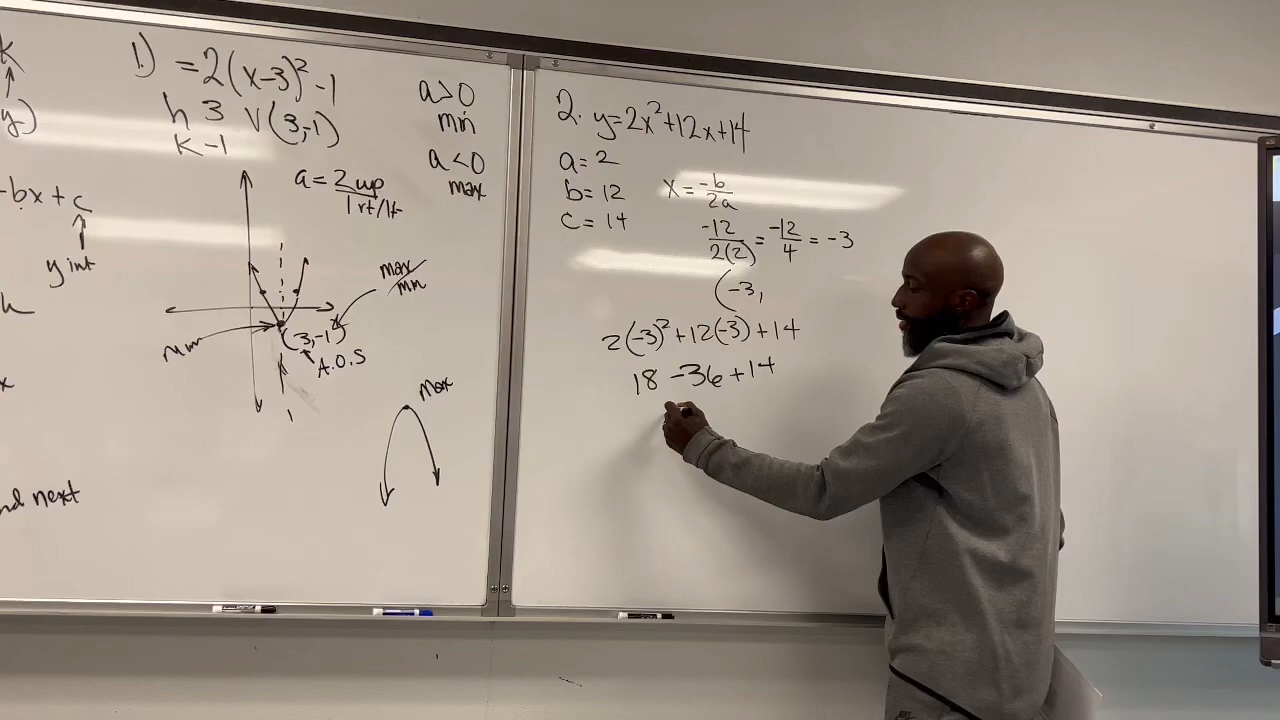 K
y)
-bx + c
y int
nd next
1.) = 2(x-3)² -1
h 3 V(3,-1)
K -1
a>0
min
a<0
max
a = 2 up
1 rt/lt
max
min
(3,-1)
A.O.S
max
2. y=2x²+12x+14
a = 2
b = 12
c = 14
x = -b
2a
-12/2(2) = -12/4 = -3
(-3,
2(-3)²+12(-3)+14
18 -36+14